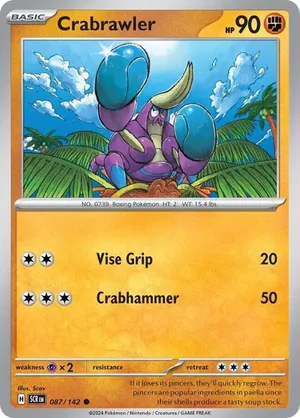 BASIC
Crabrawler
HP 90
NO. 0739 Boxing Pokémon HT: 2' WT: 15.4 lbs.
Vise Grip 20
Crabhammer 50
weakness ×2 resistance retreat
Illus. Scav
H SCR EN 087/142
If it loses its pincers, they'll quickly regrow. The
pincers are popular ingredients in paella since
their shells produce a tasty soup stock.
©2024 Pokémon / Nintendo / Creatures / GAME FREAK